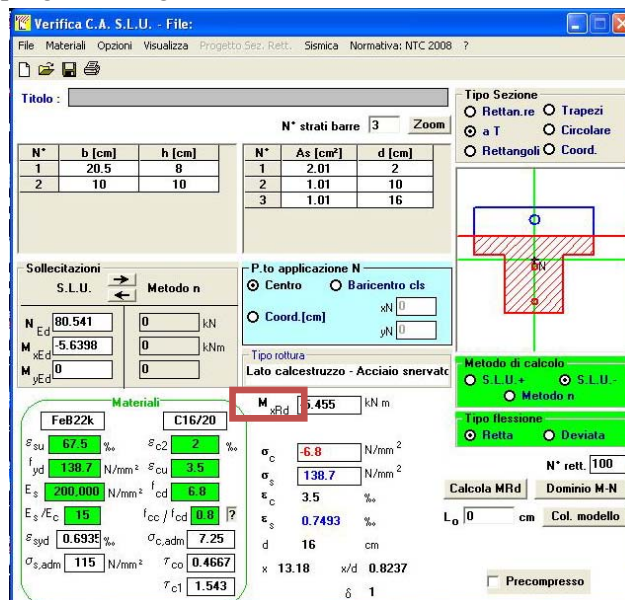 Verifica C.A. S.L.U. - File:
File Materiali Opzioni Visualizza Progetto Sez. Rett. Sismica Normativa: NTC 2008 ?
Titolo :
N° strati barre 3 Zoom
N° b [cm] h [cm]
1 20.5 8
2 10 10
N° As [cm²] d [cm]
1 2.01 2
2 1.01 10
3 1.01 16
Tipo Sezione
Rettan.re Trapezi
a T Circolare
Rettangoli Coord.
N
Sollecitazioni
S.L.U. Metodo n
N Ed 80.541 0 kN
M xEd -5.6398 0 kNm
M yEd 0 0
P.to applicazione N
Centro Baricentro cls
Coord.[cm] xN 0
yN 0
Tipo rottura
Lato calcestruzzo - Acciaio snervato
Metodo di calcolo
S.L.U.+ S.L.U.-
Metodo n
Tipo flessione
Retta Deviata
Materiali
FeB22k C16/20
εsu 67.5 ‰ εc2 2 ‰
fyd 138.7 N/mm² εcu 3.5
Es 200,000 N/mm² fcd 6.8
Es/Ec 15 fcc / fcd 0.8 ?
εsyd 0.6935 ‰ σc,adm 7.25
σs,adm 115 N/mm² τco 0.4667
τc1 1.543
M xRd 5.455 kN m
σc -6.8 N/mm²
σs 138.7 N/mm²
εc 3.5 ‰
εs 0.7493 ‰
d 16 cm
x 13.18 x/d 0.8237
δ 1
N° rett. 100
Calcola MRd Dominio M-N
L₀ 0 cm Col. modello
Precompresso